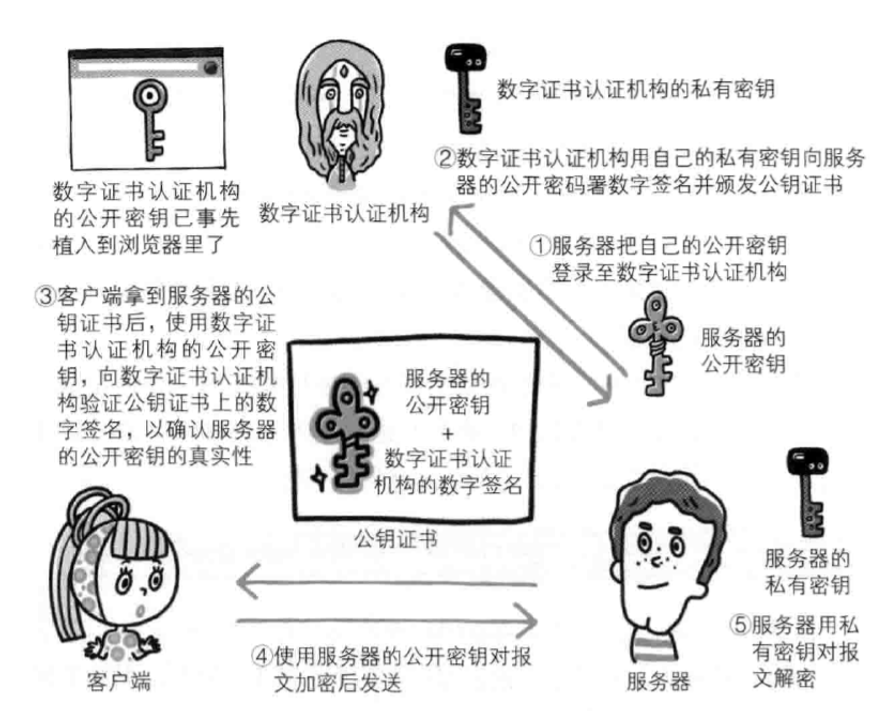 数字证书认证机构的私有密钥
②数字证书认证机构用自己的私有密钥向服务
器的公开密码署数字签名并颁发公钥证书
数字证书认证机构
的公开密钥已事先
植入到浏览器里了
数字证书认证机构
①服务器把自己的公开密钥
登录至数字证书认证机构
③客户端拿到服务器的公
钥证书后，使用数字证
书认证机构的公开密
钥，向数字证书认证机
构验证公钥证书上的数
字签名，以确认服务器
的公开密钥的真实性
服务器的
公开密钥
服务器的
公开密钥
+
数字证书认证
机构的数字签名
公钥证书
服务器的
私有密钥
④使用服务器的公开密钥对报
文加密后发送
⑤服务器用私
有密钥对报
文解密
客户端
服务器